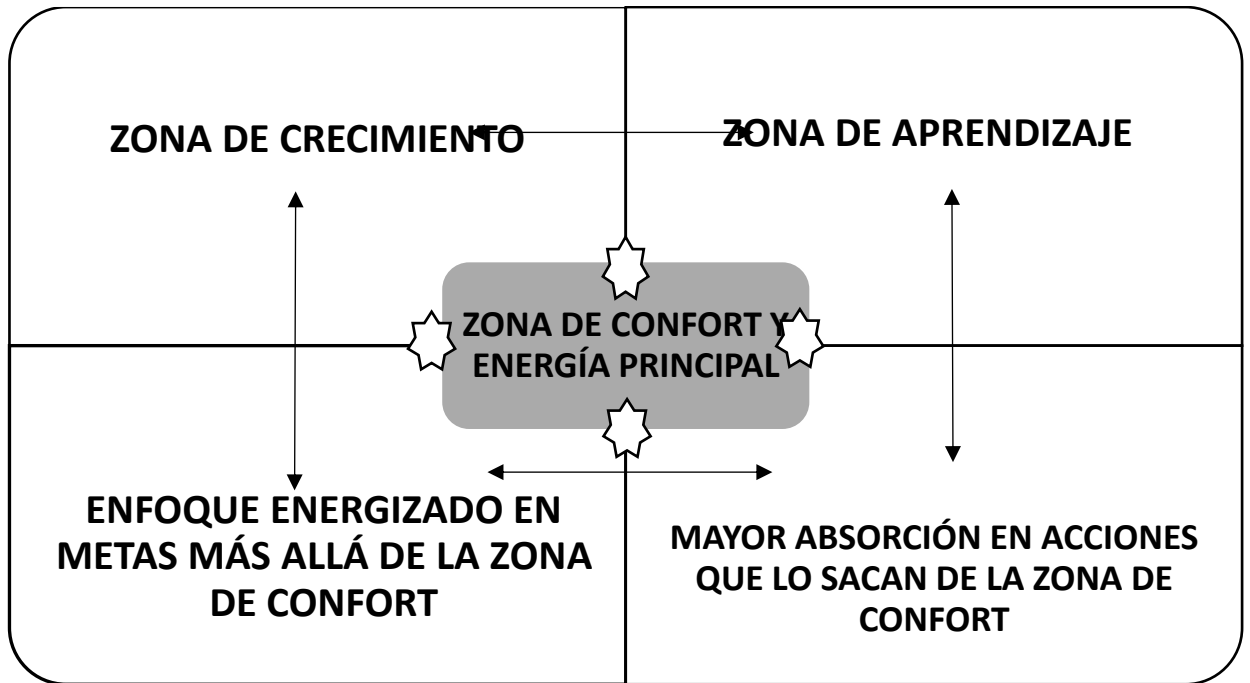 ZONA DE CRECIMIENTO
ZONA DE APRENDIZAJE
ZONA DE CONFORT Y
ENERGÍA PRINCIPAL
ENFOQUE ENERGIZADO EN
METAS MÁS ALLÁ DE LA ZONA
DE CONFORT
MAYOR ABSORCIÓN EN ACCIONES
QUE LO SACAN DE LA ZONA DE
CONFORT